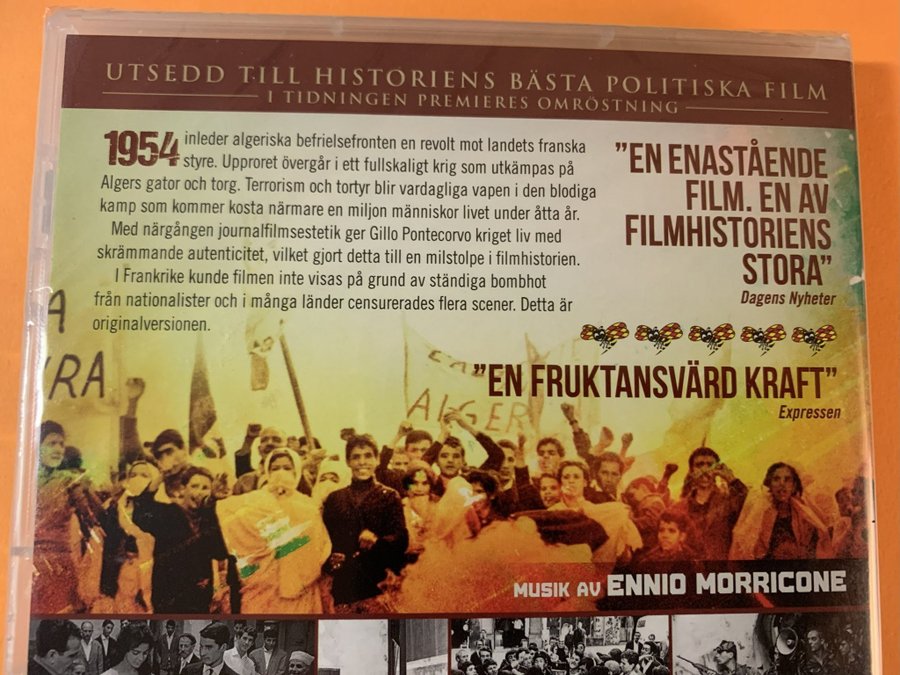 UTSEDD TILL HISTORIENS BÄSTA POLITISKA FILM
I TIDNINGEN PREMIERES OMRÖSTNING
1954 inleder algeriska befrielsefronten en revolt mot landets franska
styre. Upproret övergår i ett fullskaligt krig som utkämpas på
Algers gator och torg. Terrorism och tortyr blir vardagliga vapen i den blodiga
kamp som kommer kosta närmare en miljon människor livet under åtta år.
Med närgången journalfilmsestetik ger Gillo Pontecorvo kriget liv med
skrämmande autenticitet, vilket gjort detta till en milstolpe i filmhistorien.
I Frankrike kunde filmen inte visas på grund av ständiga bombhot
från nationalister och i många länder censurerades flera scener. Detta är
originalversionen.
"EN ENASTÅENDE
FILM. EN AV
FILMHISTORIENS
STORA"
Dagens Nyheter
"EN FRUKTANSVÄRD KRAFT"
Expressen
MUSIK AV ENNIO MORRICONE